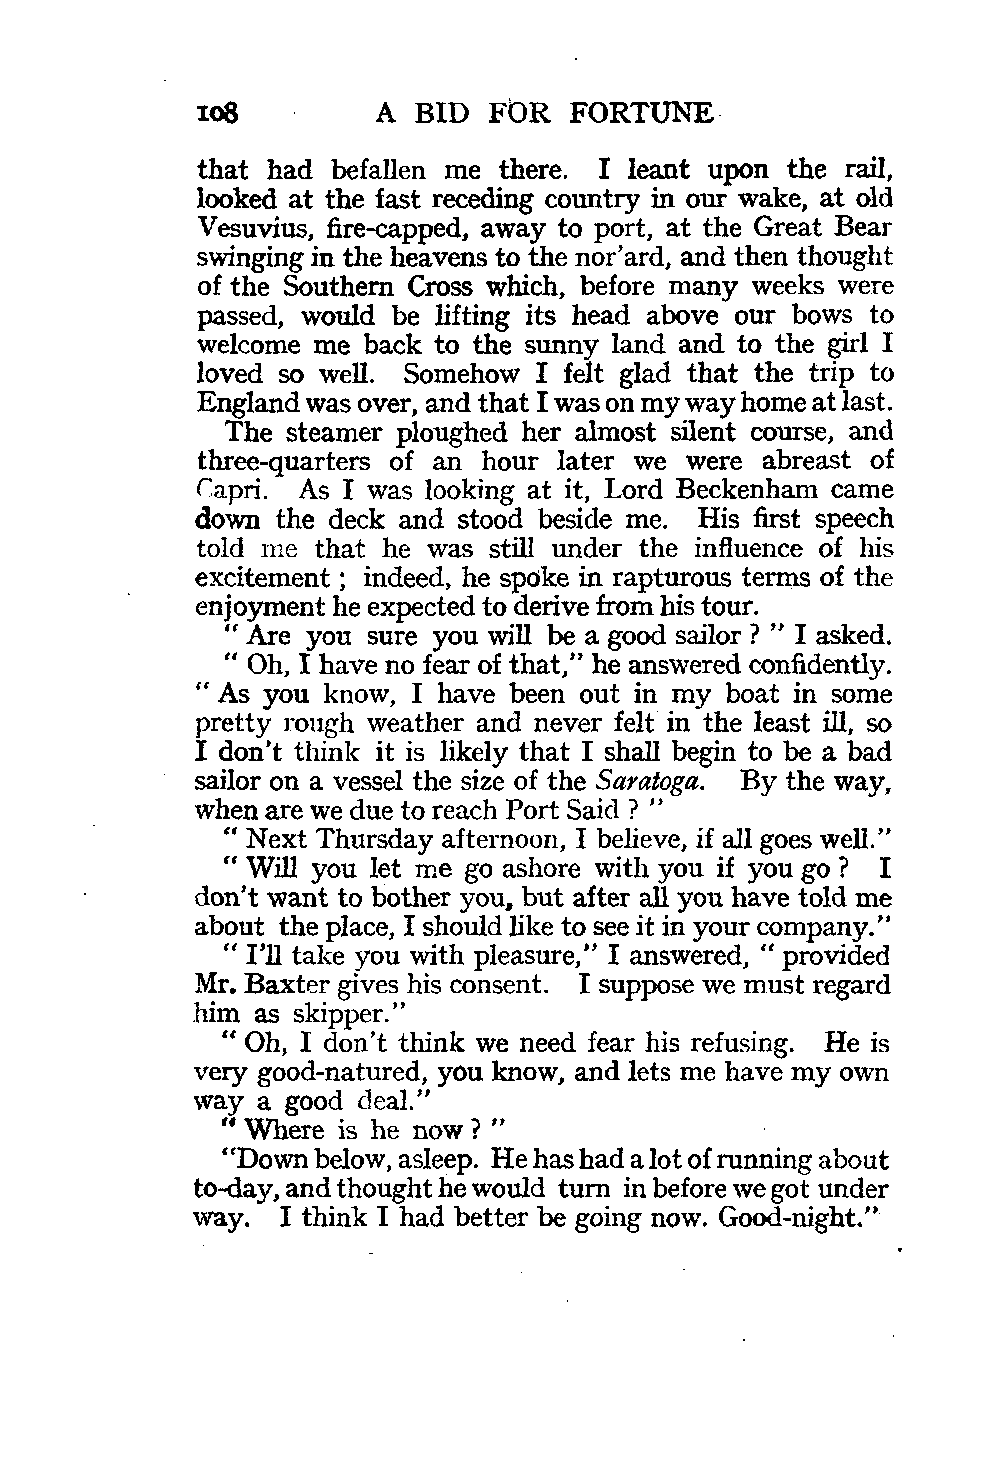 108 A BID FOR FORTUNE
that had befallen me there. I leant upon the rail,
looked at the fast receding country in our wake, at old
Vesuvius, fire-capped, away to port, at the Great Bear
swinging in the heavens to the nor'ard, and then thought
of the Southern Cross which, before many weeks were
passed, would be lifting its head above our bows to
welcome me back to the sunny land and to the girl I
loved so well. Somehow I felt glad that the trip to
England was over, and that I was on my way home at last.
The steamer ploughed her almost silent course, and
three-quarters of an hour later we were abreast of
Capri. As I was looking at it, Lord Beckenham came
down the deck and stood beside me. His first speech
told me that he was still under the influence of his
excitement ; indeed, he spoke in rapturous terms of the
enjoyment he expected to derive from his tour.
" Are you sure you will be a good sailor ? " I asked.
" Oh, I have no fear of that," he answered confidently.
" As you know, I have been out in my boat in some
pretty rough weather and never felt in the least ill, so
I don't think it is likely that I shall begin to be a bad
sailor on a vessel the size of the Saratoga. By the way,
when are we due to reach Port Said ? "
" Next Thursday afternoon, I believe, if all goes well."
" Will you let me go ashore with you if you go ? I
don't want to bother you, but after all you have told me
about the place, I should like to see it in your company."
" I'll take you with pleasure," I answered, " provided
Mr. Baxter gives his consent. I suppose we must regard
him as skipper."
" Oh, I don't think we need fear his refusing. He is
very good-natured, you know, and lets me have my own
way a good deal."
" Where is he now ? "
"Down below, asleep. He has had a lot of running about
to-day, and thought he would turn in before we got under
way. I think I had better be going now. Good-night."